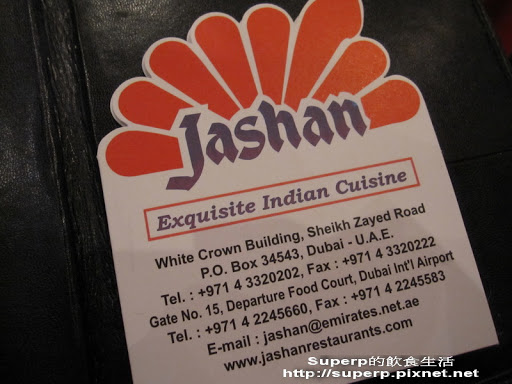 Jashan
Exquisite Indian Cuisine
White Crown Building, Sheikh Zayed Road
P.O. Box 34543, Dubai - U.A.E.
Tel. : +971 4 3320202, Fax : +971 4 3320222
Gate No. 15, Departure Food Court, Dubai Int'l Airport
Tel. : +971 4 2245660, Fax : +971 4 2245583
E-mail : jashan@emirates.net.ae
www.jashanrestaurants.com
Superp的飲食生活
http://superp.pixnet.net